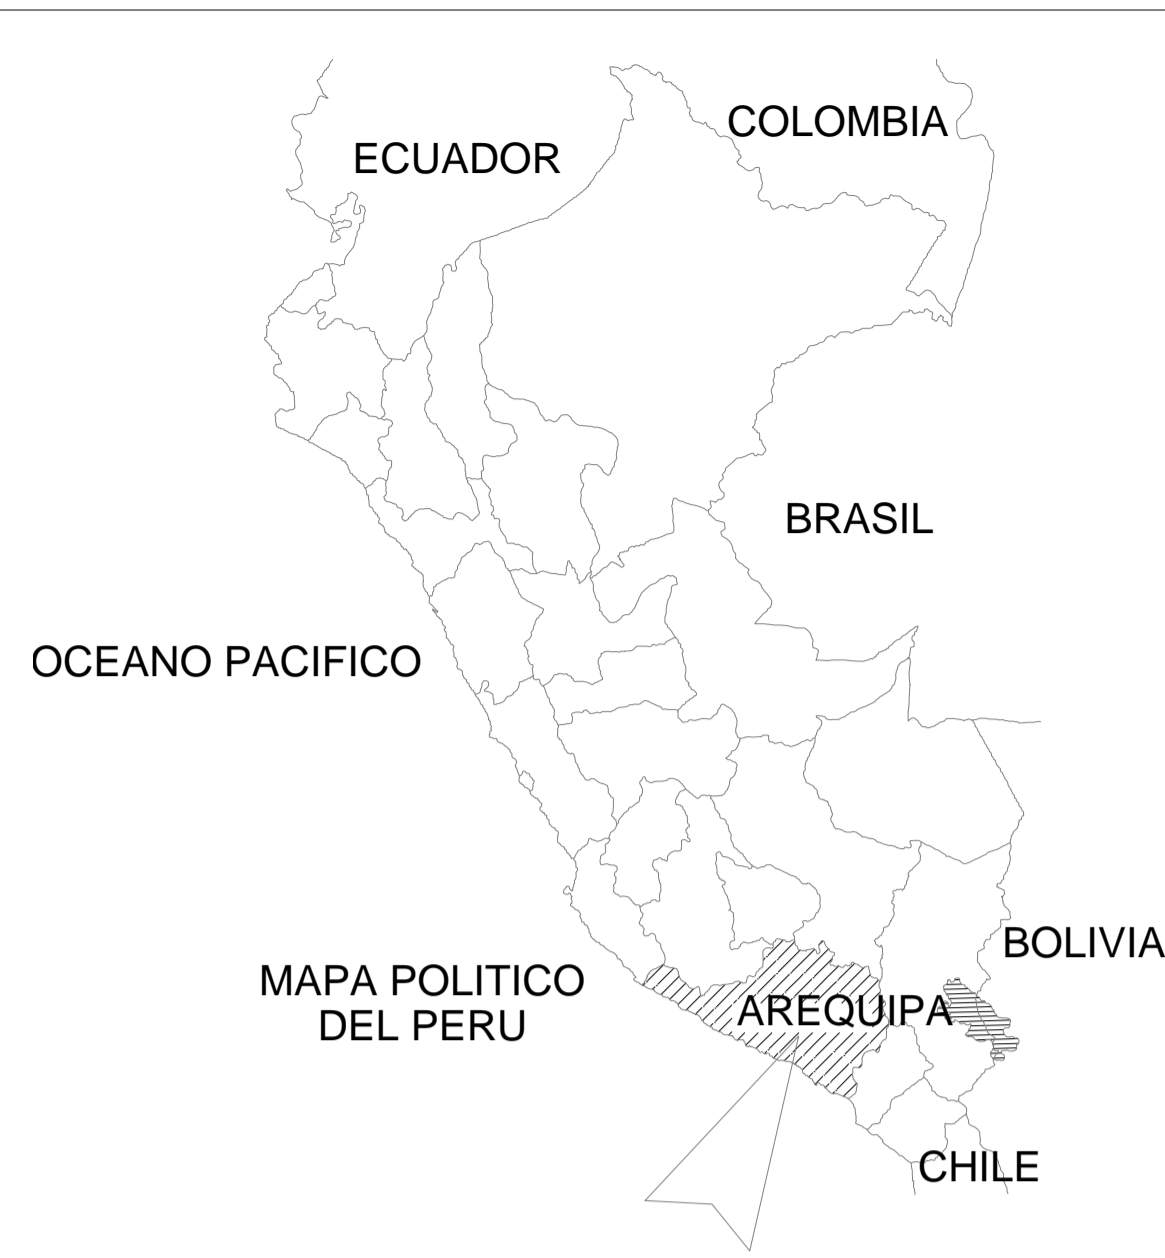 COLOMBIA
ECUADOR
BRASIL
OCEANO PACIFICO
BOLIVIA
MAPA POLITICO
DEL PERU
AREQUIPA
CHILE